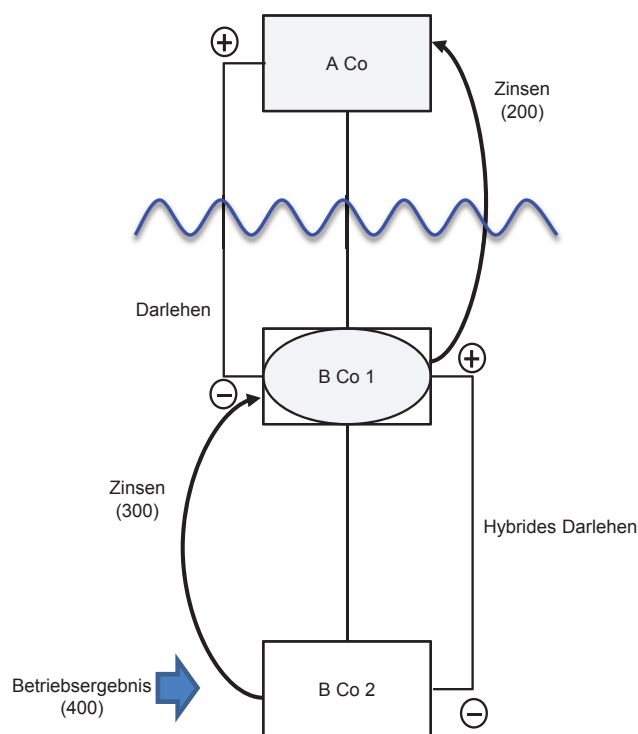 A Co
Zinsen
(200)
Darlehen
B Co 1
Zinsen
(300)
Hybrides Darlehen
Betriebsergebnis
(400)
B Co 2